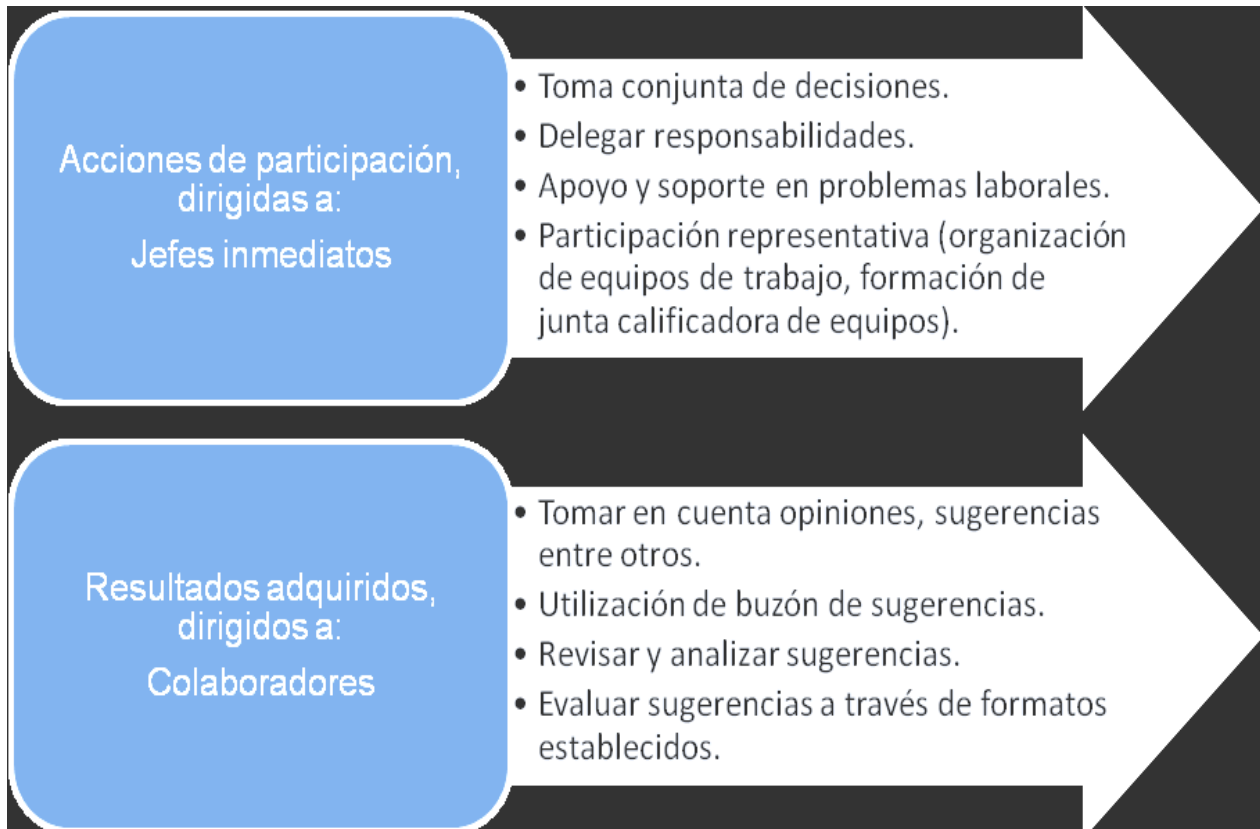 Acciones de participación,
dirigidas a:
Jefes inmediatos
• Toma conjunta de decisiones.
• Delegar responsabilidades.
• Apoyo y soporte en problemas laborales.
• Participación representativa (organización
de equipos de trabajo, formación de
junta calificadora de equipos).
Resultados adquiridos,
dirigidos a:
Colaboradores
• Tomar en cuenta opiniones, sugerencias
entre otros.
• Utilización de buzón de sugerencias.
• Revisar y analizar sugerencias.
• Evaluar sugerencias a través de formatos
establecidos.